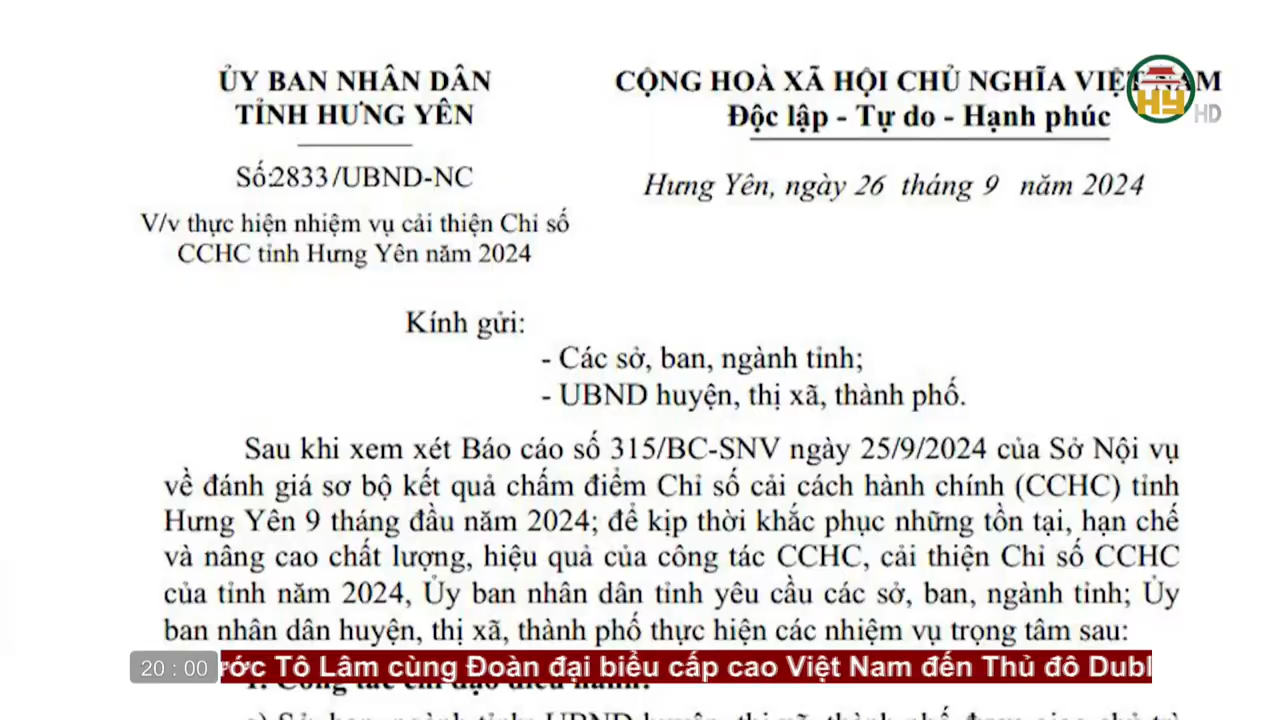 ỦY BAN NHÂN DÂN
TỈNH HƯNG YÊN
CỘNG HOÀ XÃ HỘI CHỦ NGHĨA VIỆT NAM
Độc lập - Tự do - Hạnh phúc
HY HD
Số:2833/UBND-NC
Hưng Yên, ngày 26 tháng 9 năm 2024
V/v thực hiện nhiệm vụ cải thiện Chỉ số
CCHC tỉnh Hưng Yên năm 2024
Kính gửi:
- Các sở, ban, ngành tỉnh;
- UBND huyện, thị xã, thành phố.
Sau khi xem xét Báo cáo số 315/BC-SNV ngày 25/9/2024 của Sở Nội vụ
về đánh giá sơ bộ kết quả chấm điểm Chỉ số cải cách hành chính (CCHC) tỉnh
Hưng Yên 9 tháng đầu năm 2024; để kịp thời khắc phục những tồn tại, hạn chế
và nâng cao chất lượng, hiệu quả của công tác CCHC, cải thiện Chỉ số CCHC
của tỉnh năm 2024, Ủy ban nhân dân tỉnh yêu cầu các sở, ban, ngành tỉnh; Ủy
ban nhân dân huyện, thị xã, thành phố thực hiện các nhiệm vụ trọng tâm sau:
20 : 00 ước Tô Lâm cùng Đoàn đại biểu cấp cao Việt Nam đến Thủ đô Dubl